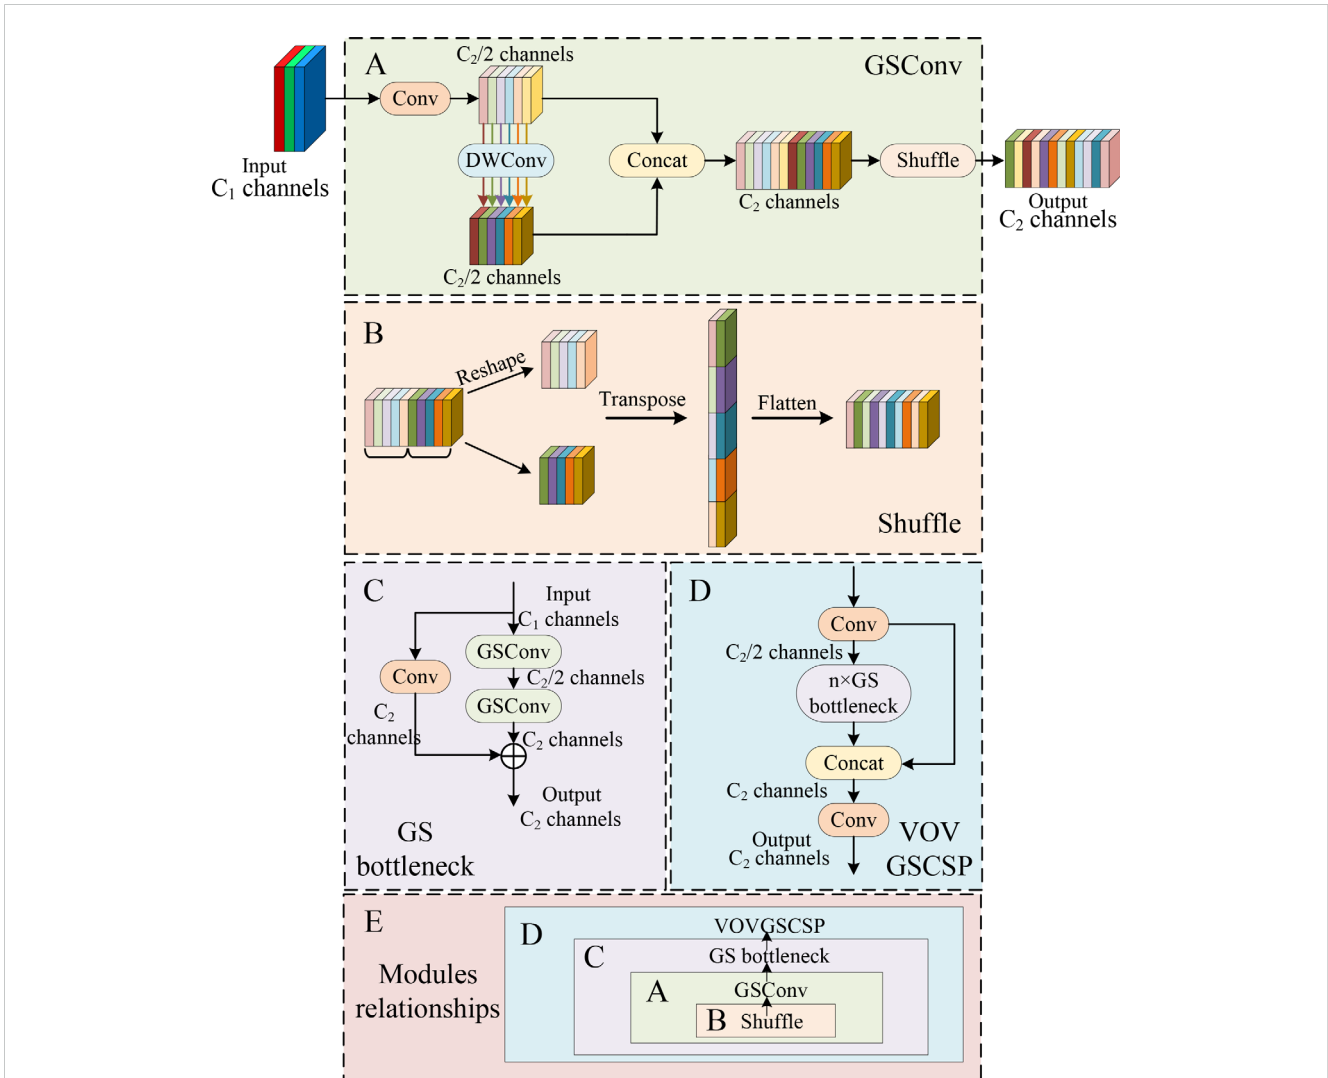 A
GSConv
C2/2 channels
Conv
Input
C1 channels
DWConv
Concat
Shuffle
C2 channels
Output
C2 channels
C2/2 channels
B
Reshape
Transpose
Flatten
Shuffle
C
Input
C1 channels
GSConv
Conv
C2/2 channels
GSConv
C2
channels
C2 channels
Output
C2 channels
GS
bottleneck
D
Conv
C2/2 channels
n×GS
bottleneck
Concat
C2 channels
Conv
Output
C2 channels
VOV
GSCSP
E
Modules
relationships
D
VOVGSCSP
C
GS bottleneck
A
GSConv
B
Shuffle